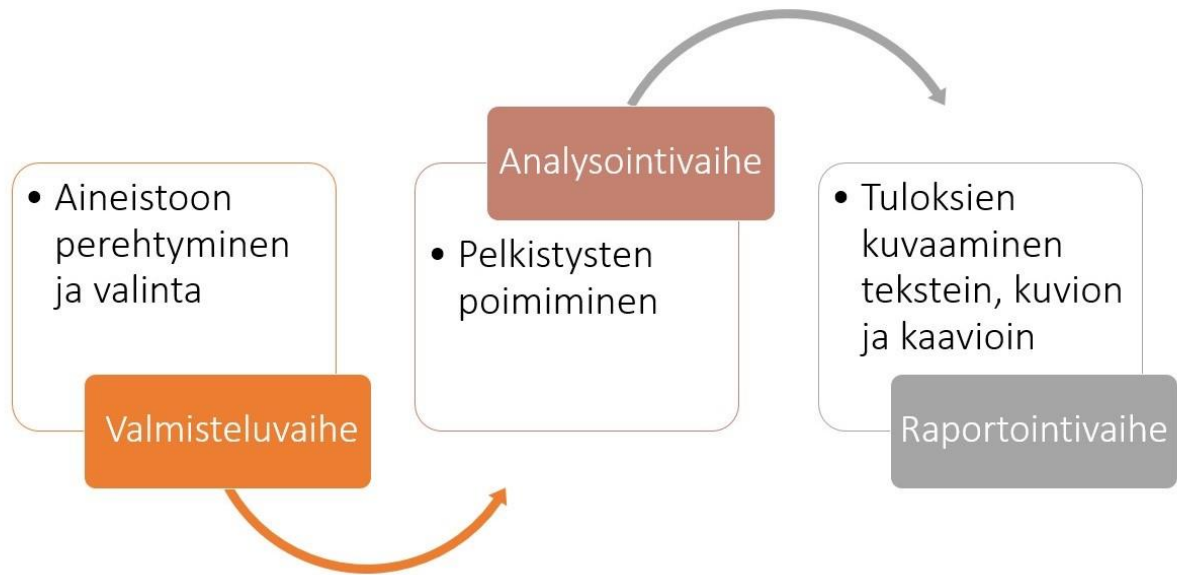 • Aineistoon
perehtyminen
ja valinta
Valmisteluvaihe
Analysointivaihe
• Pelkistysten
poimiminen
• Tuloksien
kuvaaminen
tekstein, kuvion
ja kaavioin
Raportointivaihe